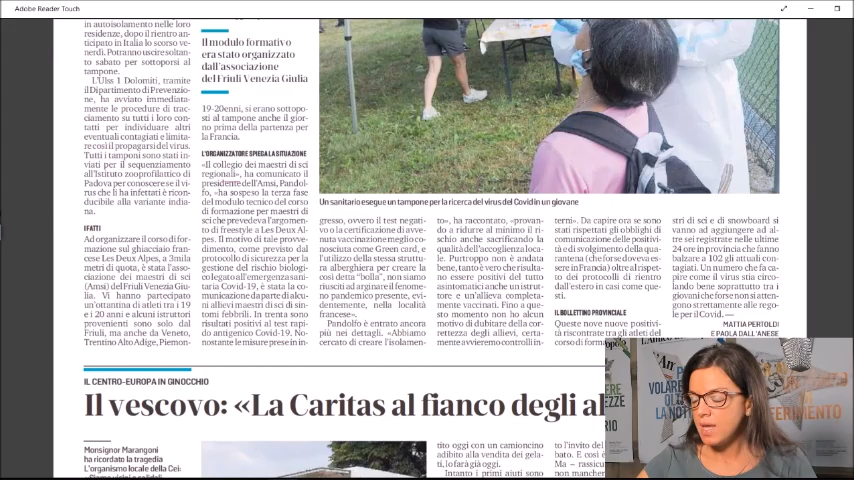 Adobe Reader Touch
in autoisolamento nelle loro
residenze, dopo il rientro an-
ticipato in Italia lo scorso ve-
nerdì. Potranno uscire soltan-
to sabato per sottoporsi al
tampone.
L'Ulss 1 Dolomiti, tramite
il Dipartimento di Prevenzio-
ne, ha avviato immediata-
mente le procedure di trac-
ciamento su tutti i loro con-
tatti per individuare altri
eventuali contagiati e limita-
re così il propagarsi del virus.
Tutti i tamponi sono stati in-
viati per il sequenziamento
all'Istituto zooprofilattico di
Padova per conoscere se il vi-
rus che li ha infettati è ricon-
ducibile alla variante india-
na.
I FATTI
Ad organizzare il corso di for-
mazione sul ghiacciaio fran-
cese Les Deux Alpes, a 3mila
metri di quota, è stata l'asso-
ciazione dei maestri di sci
(Amsi) del Friuli Venezia Giu-
lia. Vi hanno partecipato
un'ottantina di atleti tra i 19
e i 20 anni e alcuni istruttori
provenienti sono solo dal
Friuli, ma anche da Veneto,
Trentino Alto Adige, Piemon-
Il modulo formativo
era stato organizzato
dall'associazione
del Friuli Venezia Giulia
19-20enni, si erano sottopo-
sti al tampone anche il gior-
no prima della partenza per
la Francia.
L'ORGANIZZATORE SPIEGA LA SITUAZIONE
«Il collegio dei maestri di sci
regionali», ha comunicato il
presidente dell'Amsi, Pandol-
fo, «ha sospeso la terza fase
del modulo tecnico del corso
di formazione per maestri di
sci che prevedeva l'argomen-
to di freestyle a Les Deux Al-
pes. Il motivo di tale provve-
dimento, come previsto dal
protocollo di sicurezza per la
gestione del rischio biologi-
co legato all'emergenza sani-
taria Covid-19, è stata la co-
municazione da parte di alcu-
ni allievi maestri di sci di sin-
tomi febbrili. In trenta sono
risultati positivi al test rapi-
do antigenico Covid-19. No-
nostante le misure prese in in-
Un sanitario esegue un tampone per la ricerca del virus del Covid in un giovane
gresso, ovvero il test negati-
vo o la certificazione di avve-
nuta vaccinazione meglio co-
nosciuta come Green card, e
l'utilizzo della stessa struttu-
ra alberghiera per creare la
così detta "bolla", non siamo
riusciti ad arginare il fenome-
no pandemico presente, evi-
dentemente, nella località
francese».
Pandolfo è entrato ancora
più nei dettagli. «Abbiamo
cercato di creare l'isolamen-
to», ha raccontato, «provan-
do a ridurre al minimo il ri-
schio anche sacrificando la
qualità dell'accoglienza loca-
le. Purtroppo non è andata
bene, tanto è vero che risulta-
no essere positivi del tutto
asintomatici anche un istrut-
tore e un'allieva completa-
mente vaccinati. Fino a que-
sto momento non ho alcun
motivo di dubitare della cor-
rettezza degli allievi, certa-
mente avvieremo controlli in-
terni». Da capire ora se sono
stati rispettati gli obblighi di
comunicazione delle positivi-
tà e di svolgimento della qua-
rantena (che forse doveva es-
sere in Francia) oltre al rispet-
to dei protocolli di rientro
dall'estero in casi come que-
sti.
IL BOLLETTINO PROVINCIALE
Queste nove nuove positivi-
tà riscontrate tra gli atleti del
corso di forma
stri di sci e di snowboard si
vanno ad aggiungere ad al-
tre sei registrate nelle ultime
24 ore in provincia che fanno
balzare a 102 gli attuali con-
tagiati. Un numero che fa ca-
pire come il virus stia circo-
lando bene soprattutto tra i
giovani che forse non si atten-
gono strettamente alle rego-
le per il Covid. —
MATTIA PERTOLDI
E PAOLA DALL'ANESE
IL CENTRO-EUROPA IN GINOCCHIO
Il vescovo: «La Caritas al fianco degli al
Monsignor Marangoni
ha ricordato la tragedia
L'organismo locale della Cei:
tito oggi con un camioncino
adibito alla vendita dei gela-
ti, lo farà già oggi.
Intanto i primi aiuti sono
to l'invito del
bato. E così è
Ma – rassicu
non mancher